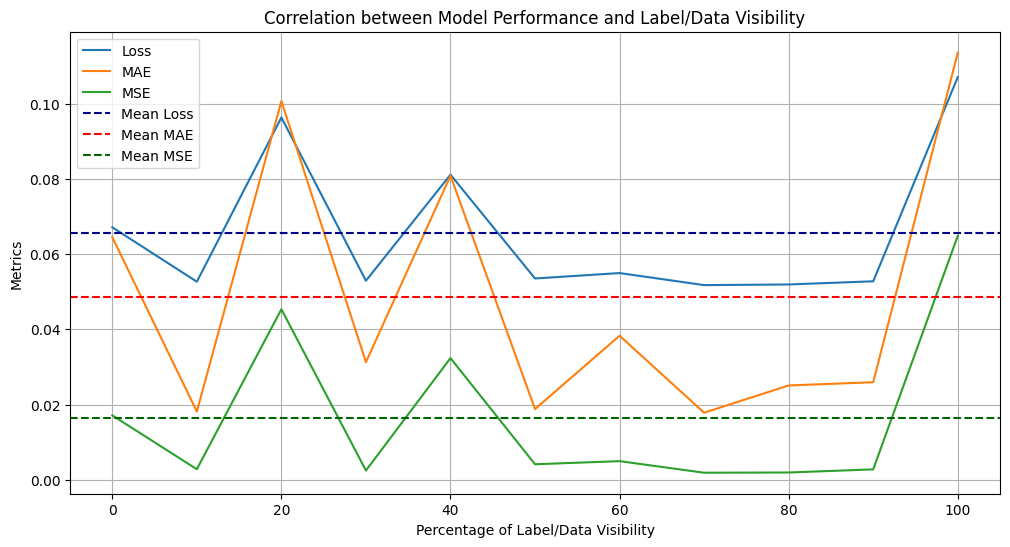 Correlation between Model Performance and Label/Data Visibility
Loss
MAE
MSE
Mean Loss
Mean MAE
Mean MSE
0.10
0.08
0.06
0.04
0.02
0.00
Metrics
0 20 40 60 80 100
Percentage of Label/Data Visibility